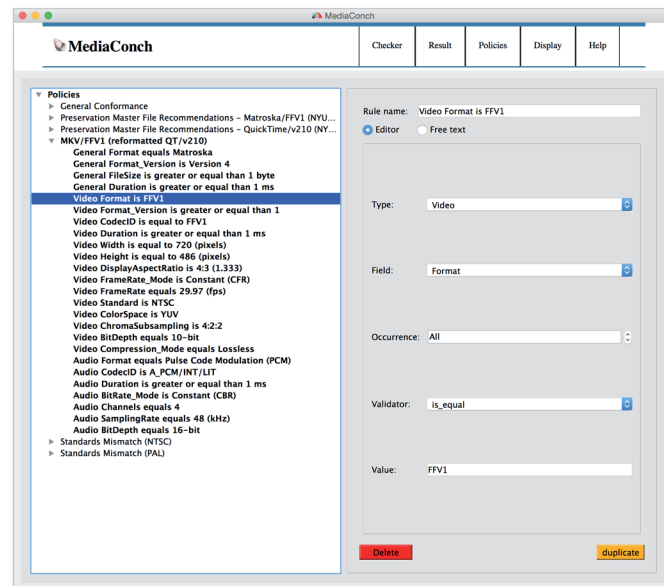 MediaConch
MediaConch
Checker
Result
Policies
Display
Help
Policies
General Conformance
Preservation Master File Recommendations – Matroska/FFV1 (NYU...
Preservation Master File Recommendations – QuickTime/v210 (NY...
MKV/FFV1 (reformatted QT/v210)
General Format equals Matroska
General Format_Version is Version 4
General FileSize is greater or equal than 1 byte
General Duration is greater or equal than 1 ms
Video Format is FFV1
Video Format_Version is greater or equal than 1
Video CodecID is equal to FFV1
Video Duration is greater or equal than 1 ms
Video Width is equal to 720 (pixels)
Video Height is equal to 486 (pixels)
Video DisplayAspectRatio is 4:3 (1.333)
Video FrameRate_Mode is Constant (CFR)
Video FrameRate equals 29.97 (fps)
Video Standard is NTSC
Video ColorSpace is YUV
Video ChromaSubsampling is 4:2:2
Video BitDepth equals 10-bit
Video Compression_Mode equals Lossless
Audio Format equals Pulse Code Modulation (PCM)
Audio CodecID is A_PCM/INT/LIT
Audio Duration is greater or equal than 1 ms
Audio BitRate_Mode is Constant (CBR)
Audio Channels equals 4
Audio SamplingRate equals 48 (kHz)
Audio BitDepth equals 16-bit
Standards Mismatch (NTSC)
Standards Mismatch (PAL)
Rule name: Video Format is FFV1
Editor Free text
Type: Video
Field: Format
Occurrence: All
Validator: is_equal
Value: FFV1
Delete duplicate